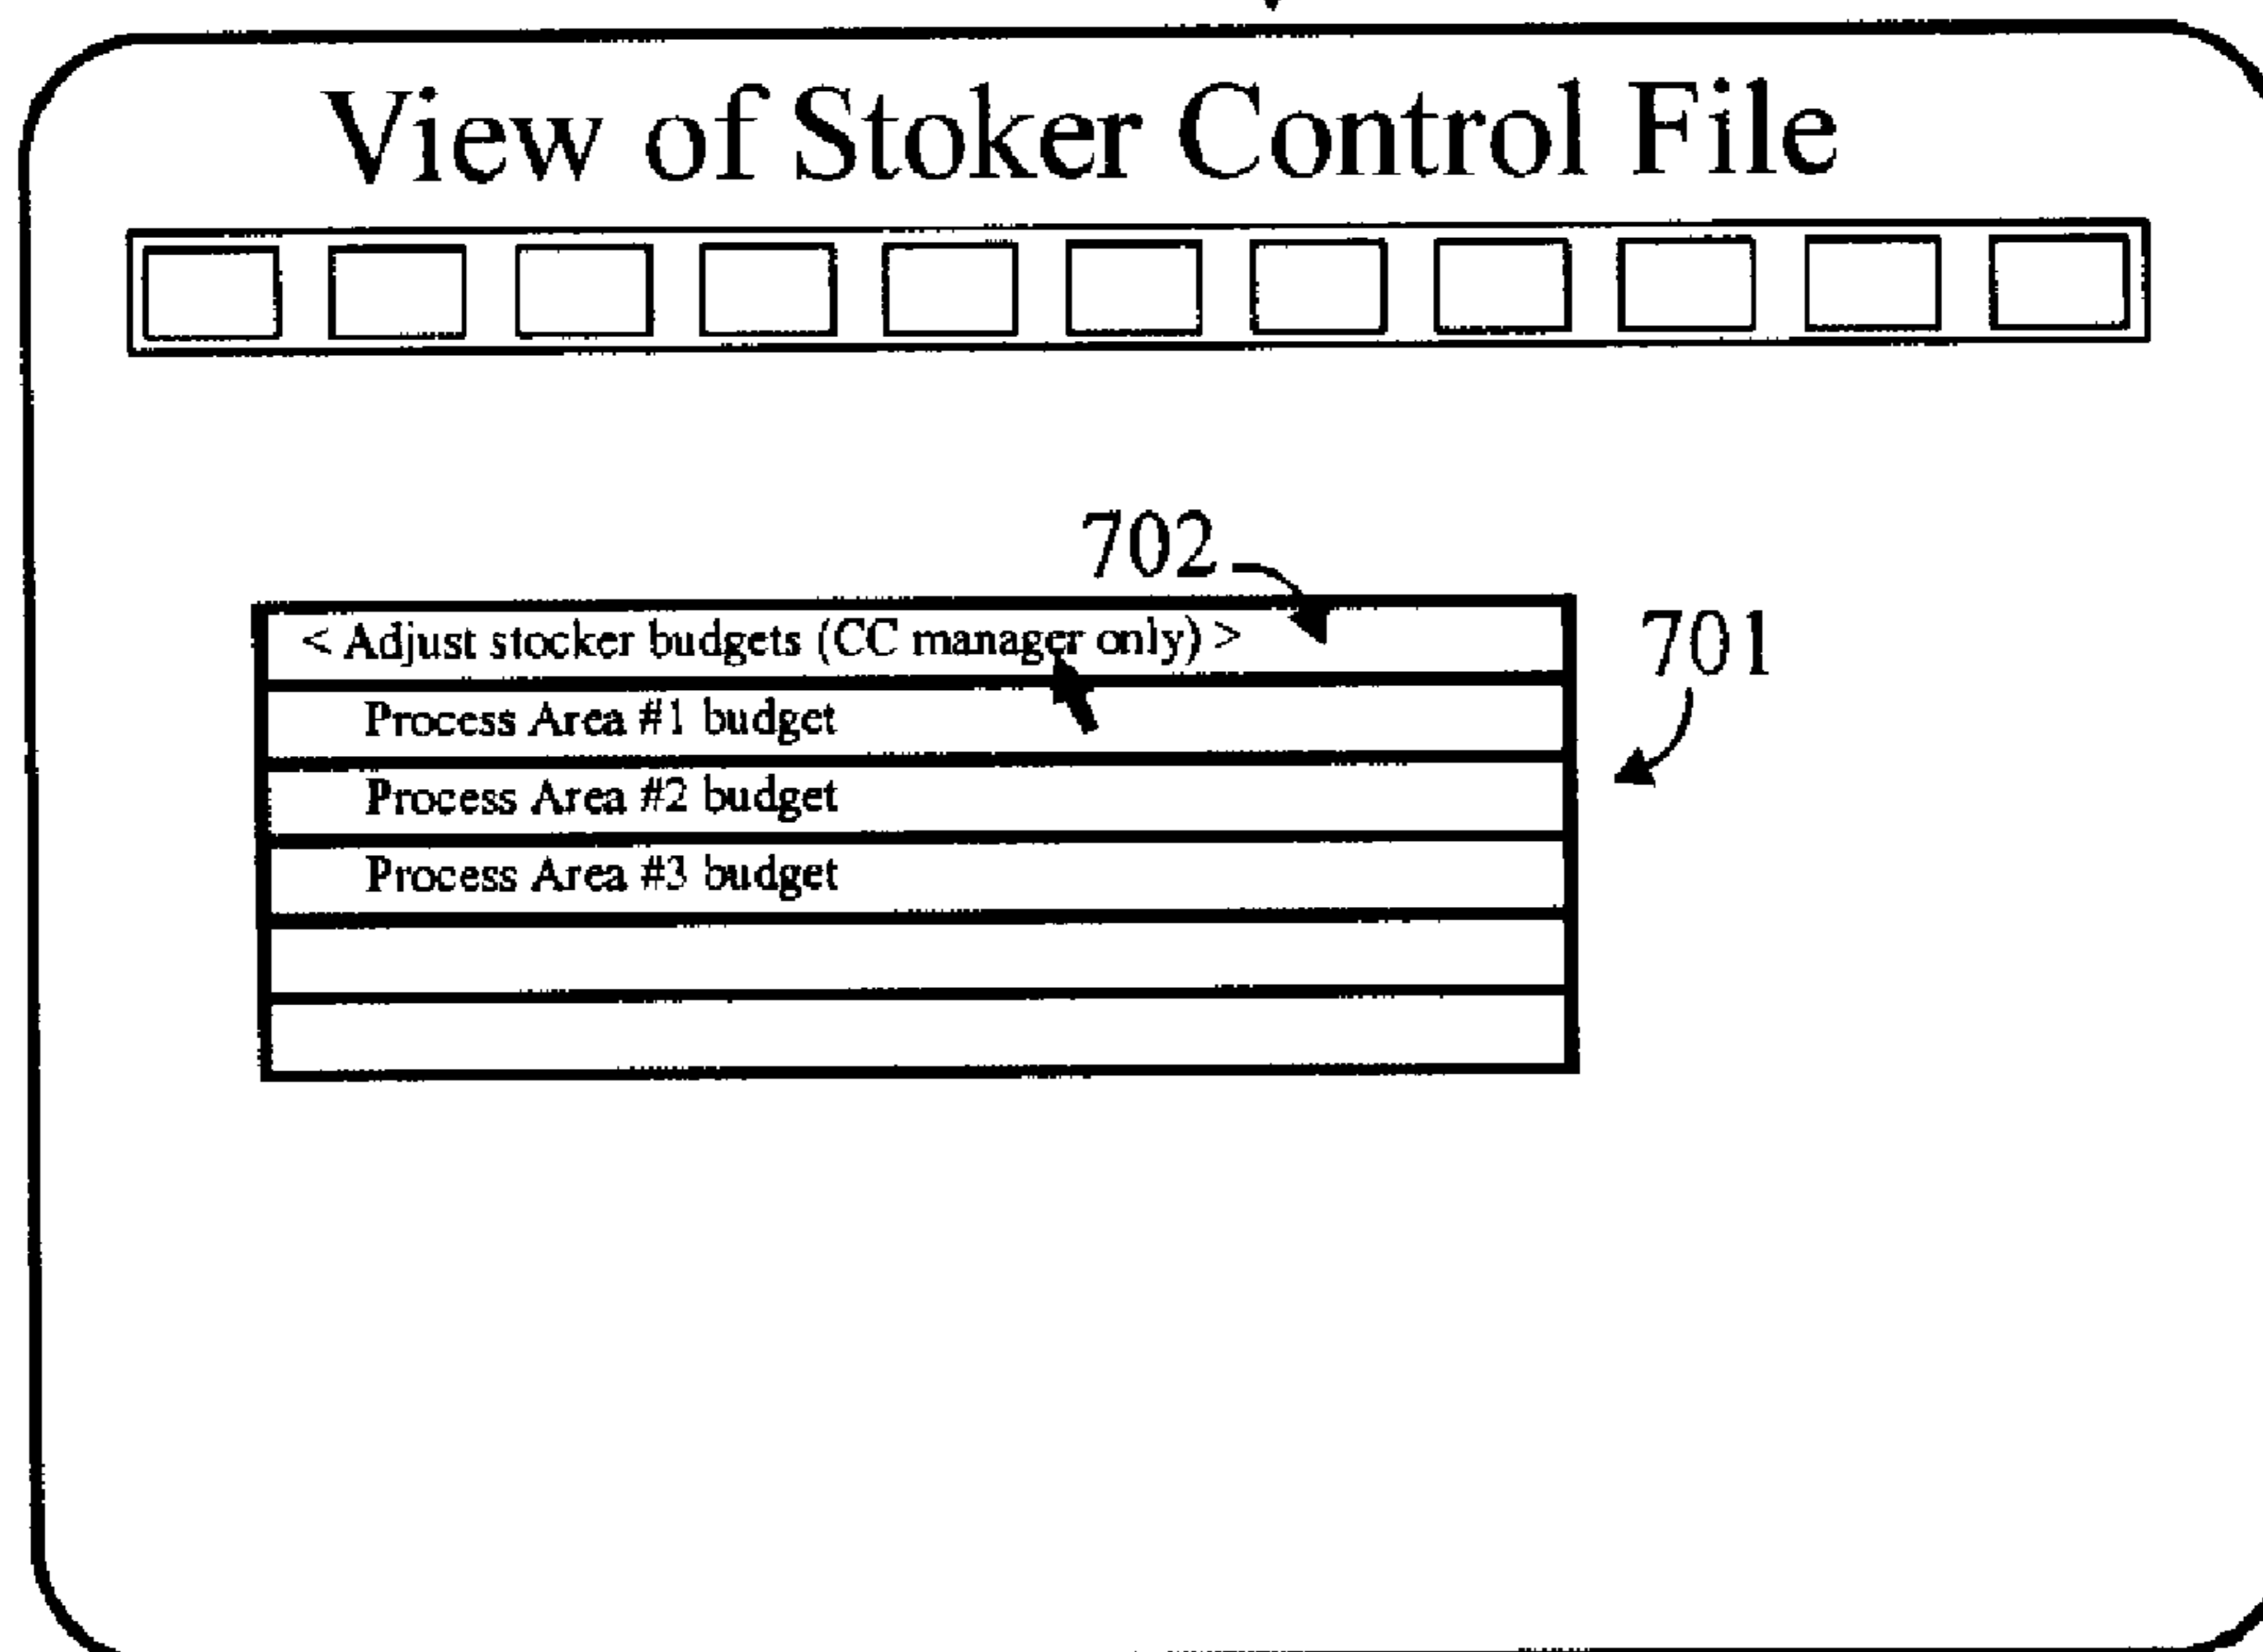 View of Stoker Control File
702
< Adjust stocker budgets (CC manager only) >
701
Process Area #1 budget
Process Area #2 budget
Process Area #3 budget